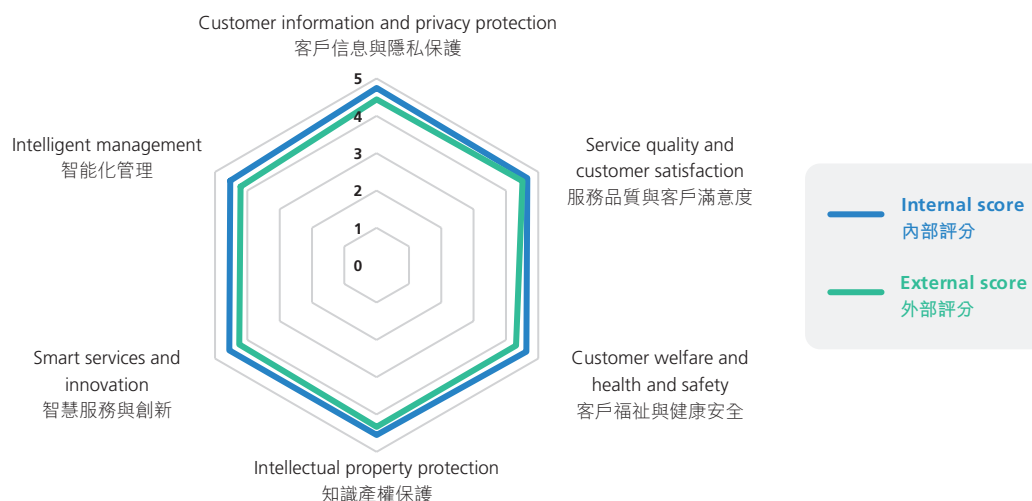 Customer information and privacy protection
客戶信息與隱私保護
5
4
3
2
1
0
Intelligent management
智能化管理
Service quality and
customer satisfaction
服務品質與客戶滿意度
Internal score
內部評分
External score
外部評分
Smart services and
innovation
智慧服務與創新
Customer welfare and
health and safety
客戶福祉與健康安全
Intellectual property protection
知識產權保護